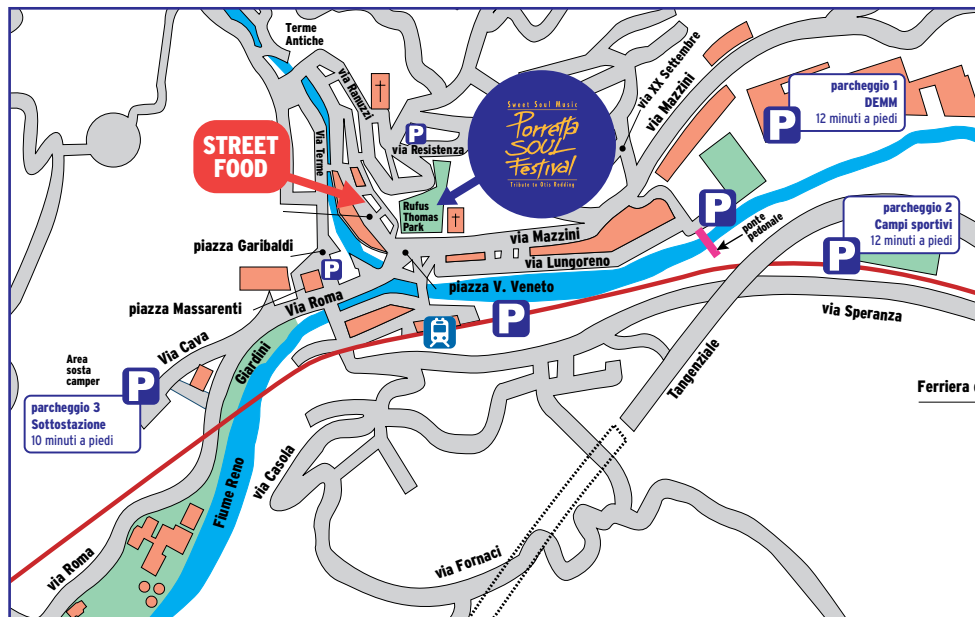 Terme
Antiche
via Ranuzzi
Via Terme
STREET
FOOD
P
via Resistenza
Sweet Soul Music
Porretta
SOUL
Festival
Tribute to Otis Redding
via XX Settembre
via Mazzini
parcheggio 1
DEMM
12 minuti a piedi
P
Rufus
Thomas
Park
P
ponte
pedonale
parcheggio 2
Campi sportivi
12 minuti a piedi
P
via Mazzini
via Lungoreno
piazza Garibaldi
P
piazza V. Veneto
piazza Massarenti
Via Roma
P
via Speranza
Via Cava
Giardini
Area
sosta
camper
P
parcheggio 3
Sottostazione
10 minuti a piedi
Tangenziale
Ferriera
Fiume Reno
via Casola
via Roma
via Fornaci